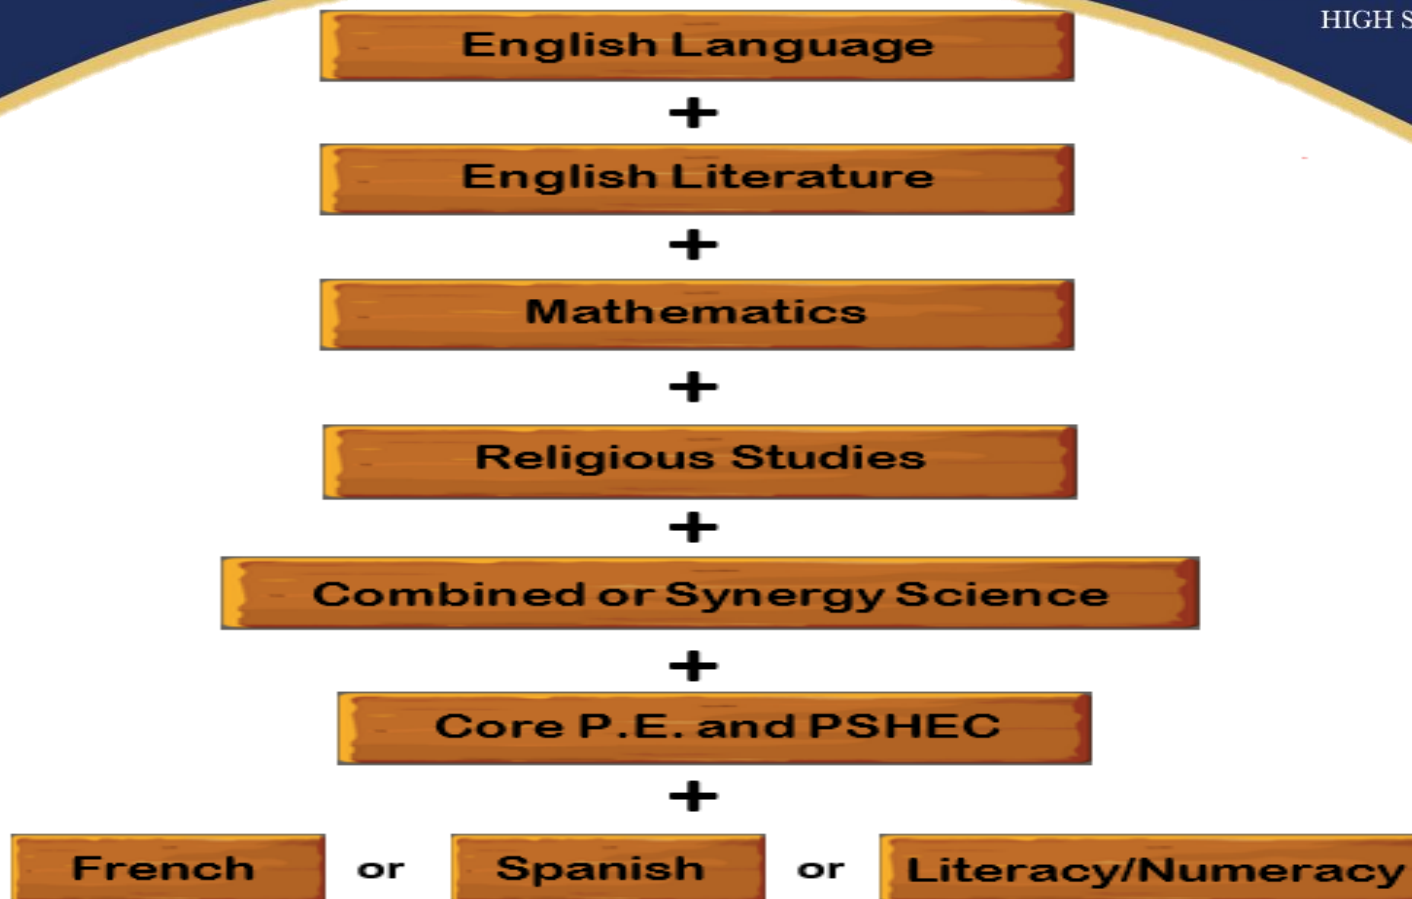 HIGH S
English Language
+
English Literature
+
Mathematics
+
Religious Studies
+
Combined or Synergy Science
+
Core P.E. and PSHEC
+
French or Spanish or Literacy/Numeracy